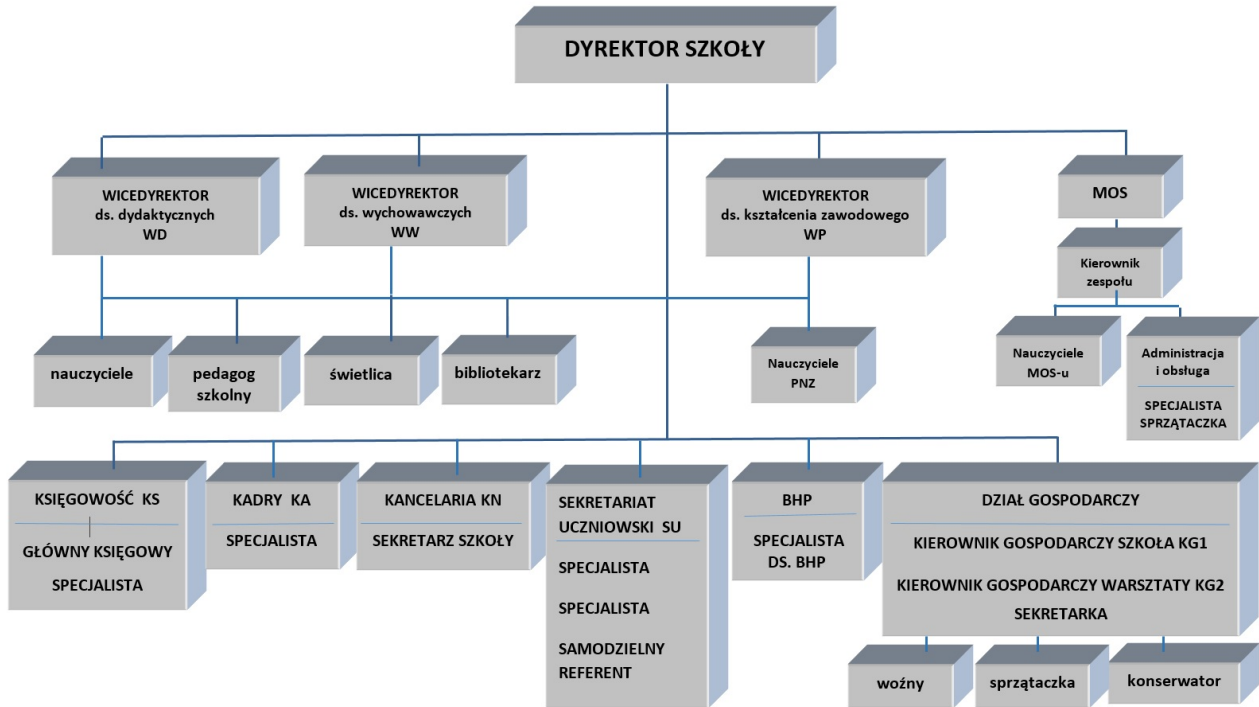 DYREKTOR SZKOŁY
WICEDYREKTOR
ds. dydaktycznych
WD
WICEDYREKTOR
ds. wychowawczych
WW
WICEDYREKTOR
ds. kształcenia zawodowego
WP
MOS
Kierownik
zespołu
nauczyciele
pedagog
szkolny
świetlica
bibliotekarz
Nauczyciele
PNZ
Nauczyciele
MOS-u
Administracja
i obsługa
SPECJALISTA
SPRZĄTACZKA
KSIĘGOWOŚĆ KS
GŁÓWNY KSIĘGOWY
SPECJALISTA
KADRY KA
SPECJALISTA
KANCELARIA KN
SEKRETARZ SZKOŁY
SEKRETARIAT
UCZNIOWSKI SU
SPECJALISTA
SPECJALISTA
SAMODZIELNY
REFERENT
BHP
SPECJALISTA
DS. BHP
DZIAŁ GOSPODARCZY
KIEROWNIK GOSPODARCZY SZKOŁA KG1
KIEROWNIK GOSPODARCZY WARSZTATY KG2
SEKRETARKA
woźny
sprzątaczka
konserwator